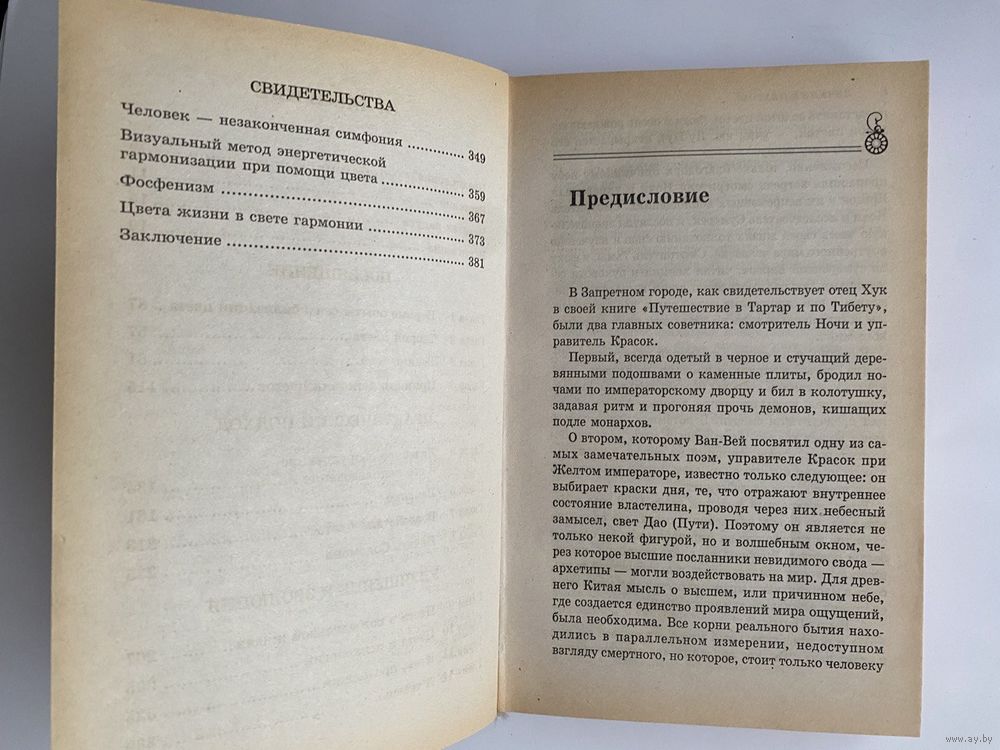 СВИДЕТЕЛЬСТВА
Человек — незаконченная симфония ............ 349
Визуальный метод энергетической
гармонизации при помощи цвета ................ 359
Фосфенизм ................................................ 367
Цвета жизни в свете гармонии .................. 373
Заключение .............................................. 381
Предисловие
В Запретном городе, как свидетельствует отец Хук
в своей книге «Путешествие в Тартар и по Тибету»,
были два главных советника: смотритель Ночи и уп-
равитель Красок.
Первый, всегда одетый в черное и стучащий дере-
вянными подошвами о каменные плиты, бродил но-
чами по императорскому дворцу и бил в колотушку,
задавая ритм и прогоняя прочь демонов, кишащих
подле монархов.
О втором, которому Ван-Вей посвятил одну из са-
мых замечательных поэм, управителе Красок при
Желтом императоре, известно только следующее: он
выбирает краски дня, те, что отражают внутреннее
состояние властелина, проводя через них небесный
замысел, свет Дао (Пути). Поэтому он является не
только некой фигурой, но и волшебным окном, че-
рез которое высшие посланники невидимого свода —
архетипы — могли воздействовать на мир. Для древ-
него Китая мысль о высшем, или причинном небе,
где создается единство проявлений мира ощущений,
была необходима. Все корни реального бытия нахо-
дились в параллельном измерении, недоступном
взгляду смертного, но которое, стоит только человеку
www.ay.by